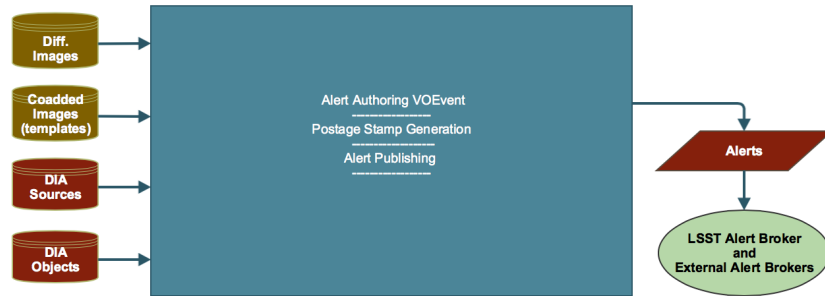 Diff.
Images
Coadded
Images
(templates)
DIA
Sources
DIA
Objects
Alert Authoring VOEvent
--------------------
Postage Stamp Generation
---------------------
Alert Publishing
--------------------
Alerts
LSST Alert Broker
and
External Alert Brokers